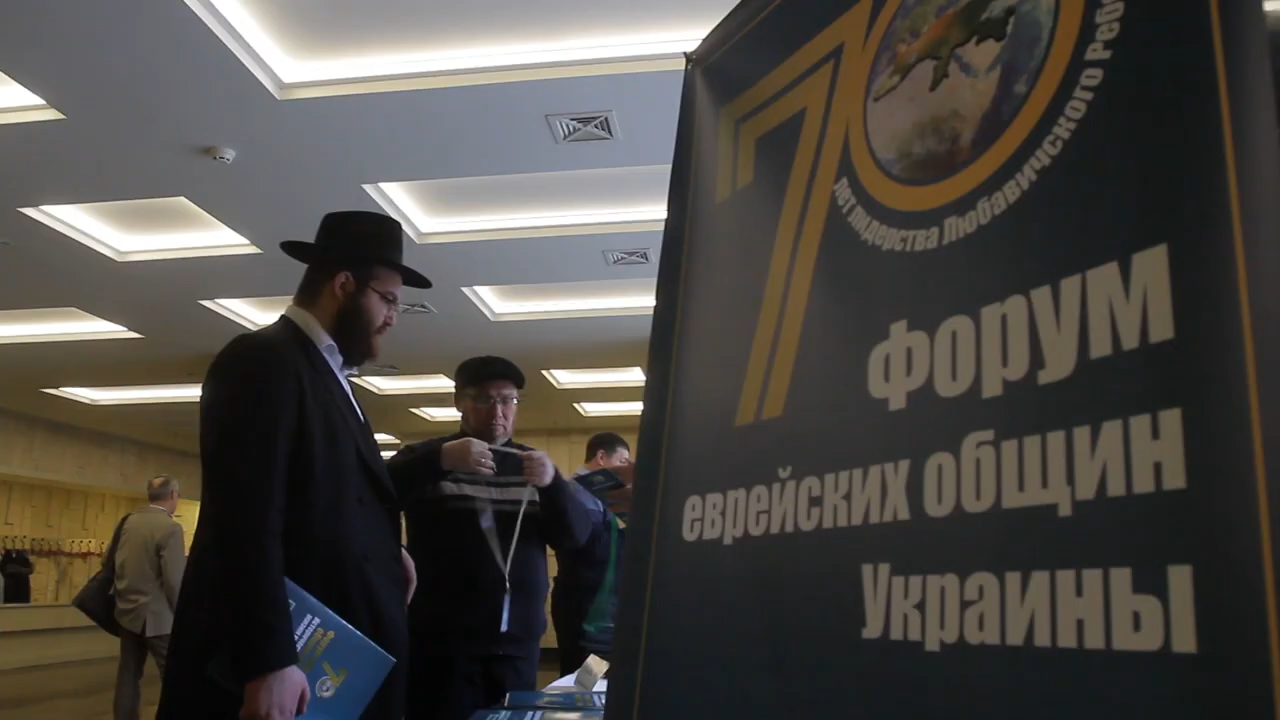 70
лет лидерства Любавичского Ребе
Форум
еврейских общин
Украины